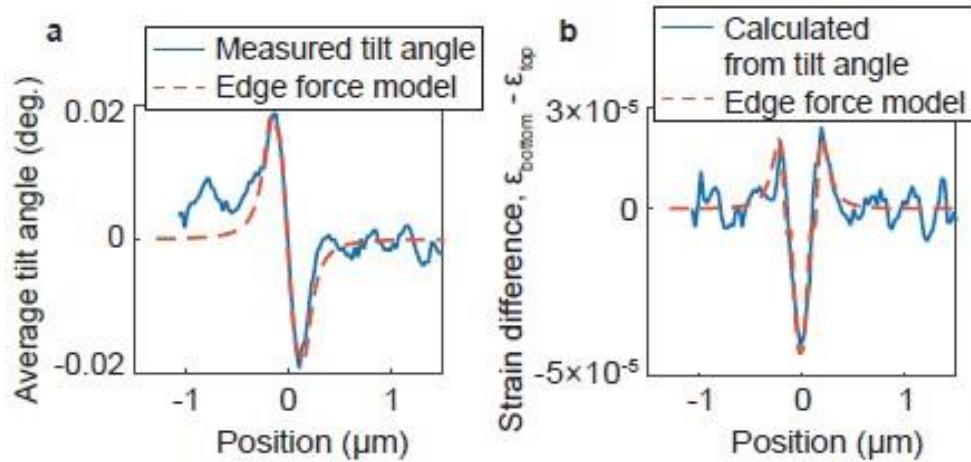 a
Measured tilt angle
Edge force model
Average tilt angle (deg.)
0.02
0
-0.02
-1 0 1
Position (μm)
b
Calculated
from tilt angle
Edge force model
Strain difference, εbottom - εtop
3×10-5
0
-5×10-5
-1 0 1
Position (μm)